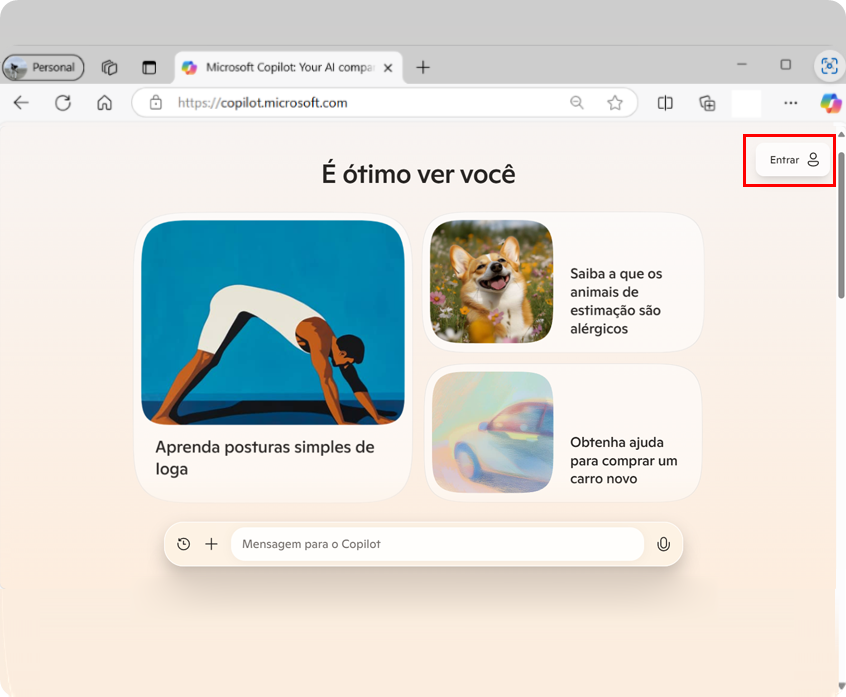 Personal
Microsoft Copilot: Your AI compa
https://copilot.microsoft.com
Entrar
É ótimo ver você
Saiba a que os
animais de
estimação são
alérgicos
Aprenda posturas simples de
Ioga
Obtenha ajuda
para comprar um
carro novo
Mensagem para o Copilot